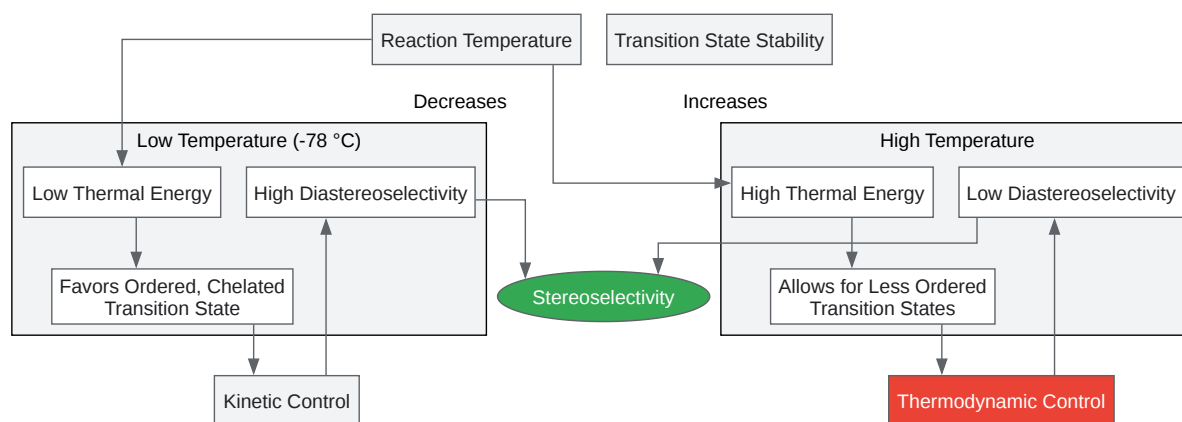 Reaction Temperature
Transition State Stability
Decreases
Increases
Low Temperature (-78 °C)
Low Thermal Energy
High Diastereoselectivity
Favors Ordered, Chelated
Transition State
Kinetic Control
Stereoselectivity
High Temperature
High Thermal Energy
Low Diastereoselectivity
Allows for Less Ordered
Transition States
Thermodynamic Control